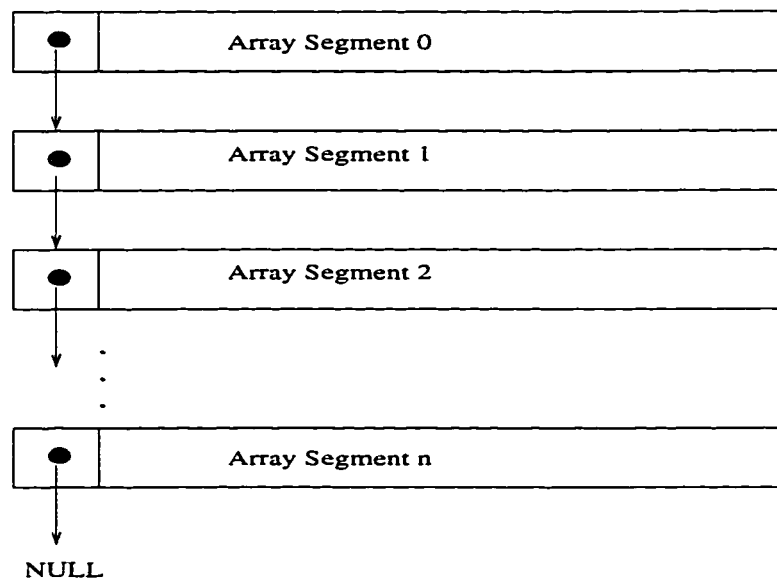 Array Segment 0
Array Segment 1
Array Segment 2
.
.
.
Array Segment n
NULL